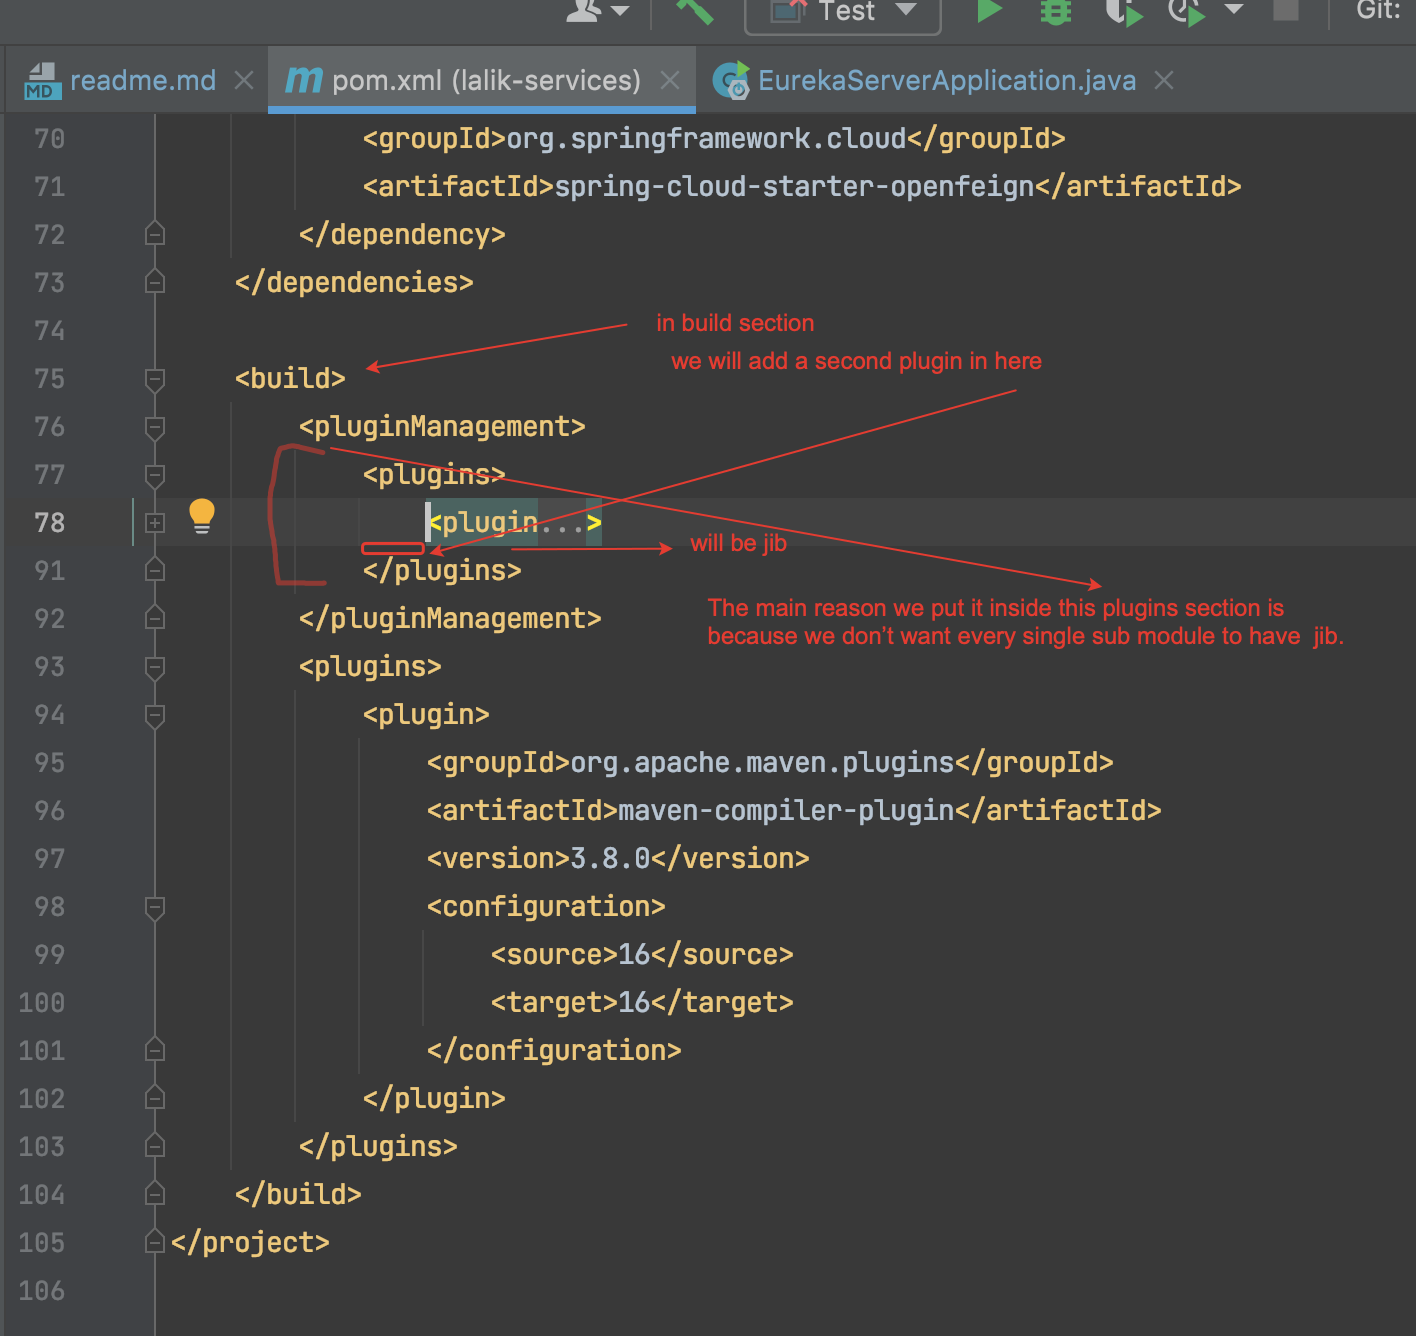 Test Git:
MD readme.md m pom.xml (lalik-services) EurekaServerApplication.java
70 <groupId>org.springframework.cloud</groupId>
71 <artifactId>spring-cloud-starter-openfeign</artifactId>
72 </dependency>
73 </dependencies>
74
in build section
we will add a second plugin in here
75 <build>
76 <pluginManagement>
77 <plugins>
78 <plugin...>
will be jib
91 </plugins>
The main reason we put it inside this plugins section is
because we don't want every single sub module to have jib.
92 </pluginManagement>
93 <plugins>
94 <plugin>
95 <groupId>org.apache.maven.plugins</groupId>
96 <artifactId>maven-compiler-plugin</artifactId>
97 <version>3.8.0</version>
98 <configuration>
99 <source>16</source>
100 <target>16</target>
101 </configuration>
102 </plugin>
103 </plugins>
104 </build>
105 </project>
106